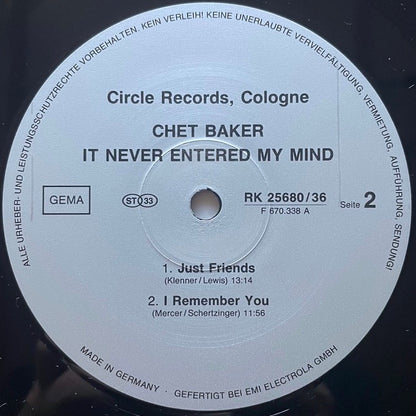 ALLE URHEBER- UND LEISTUNGSSCHUTZRECHTE VORBEHALTEN. KEIN VERLEIH! KEINE UNERLAUBTE VERVIELFÄLTIGUNG, VERMIETUNG, AUFFÜHRUNG, SENDUNG!
Circle Records, Cologne
CHET BAKER
IT NEVER ENTERED MY MIND
GEMA
ST 33
RK 25680/36
F 670.338 A
Seite 2
1. Just Friends
(Klenner/Lewis) 13:14
2. I Remember You
(Mercer/Schertzinger) 11:56
MADE IN GERMANY · GEFERTIGT BEI EMI ELECTROLA GMBH